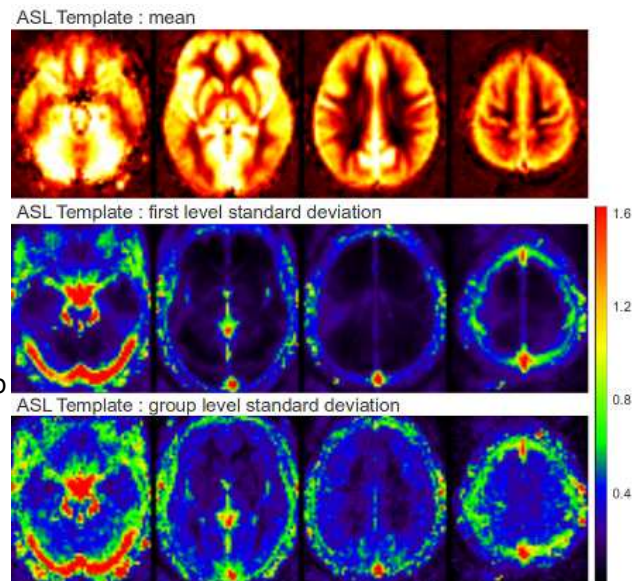 ASL Template : mean
ASL Template : first level standard deviation
1.6
1.2
0.8
o
ASL Template : group level standard deviation
0.4